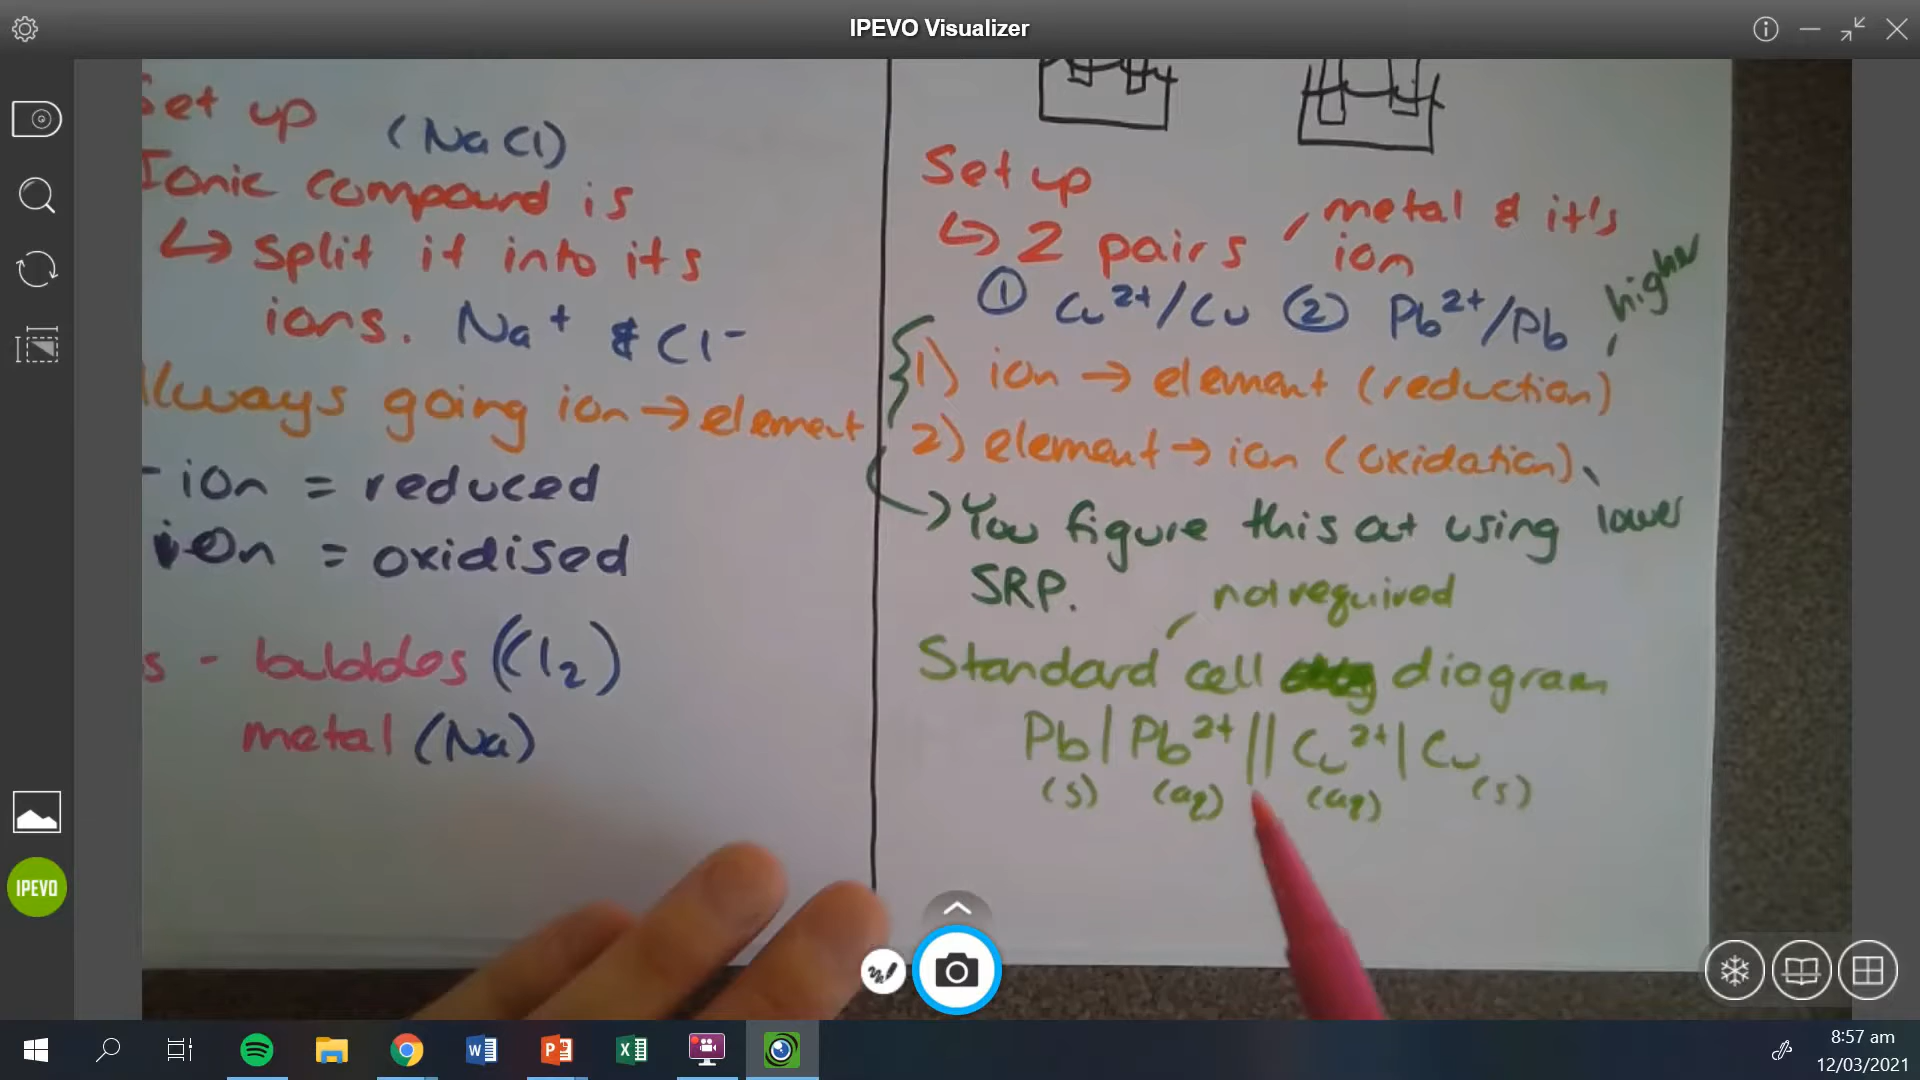 IPEVO Visualizer
Set up (NaCl)
Ionic compound is
↳ split it into its
ions. Na⁺ & Cl⁻
Always going ion → element
- ion = reduced
ion = oxidised
s - bubbles (Cl₂)
metal (Na)
Set up
↳ 2 pairs / metal & it's
ion
① Cu²⁺/Cu ② Pb²⁺/Pb
higher
1) ion → element (reduction)
2) element → ion (oxidation)
lower
→ You figure this out using
SRP.
not required
Standard cell diagram
Pb | Pb²⁺ || Cu²⁺ | Cu
(s) (aq) (aq) (s)
IPEVO
8:57 am
12/03/2021